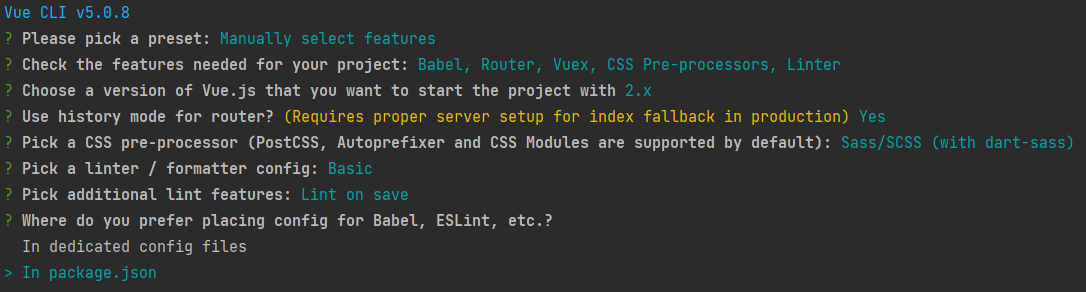 Vue CLI v5.0.8
? Please pick a preset: Manually select features
? Check the features needed for your project: Babel, Router, Vuex, CSS Pre-processors, Linter
? Choose a version of Vue.js that you want to start the project with 2.x
? Use history mode for router? (Requires proper server setup for index fallback in production) Yes
? Pick a CSS pre-processor (PostCSS, Autoprefixer and CSS Modules are supported by default): Sass/SCSS (with dart-sass)
? Pick a linter / formatter config: Basic
? Pick additional lint features: Lint on save
? Where do you prefer placing config for Babel, ESLint, etc.?
  In dedicated config files
> In package.json